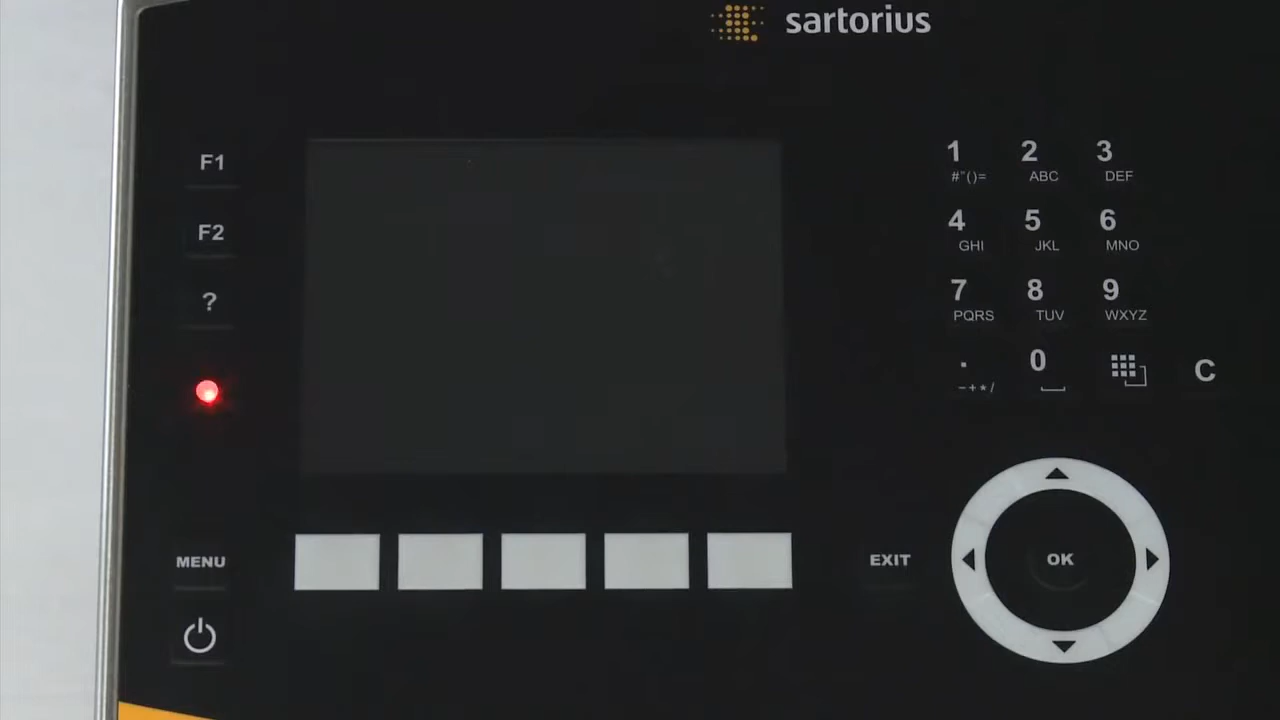 sartorius
F1
F2
?
MENU
1 2 3
#"()= ABC DEF
4 5 6
GHI JKL MNO
7 8 9
PQRS TUV WXYZ
. 0 C
-+*/
EXIT
OK